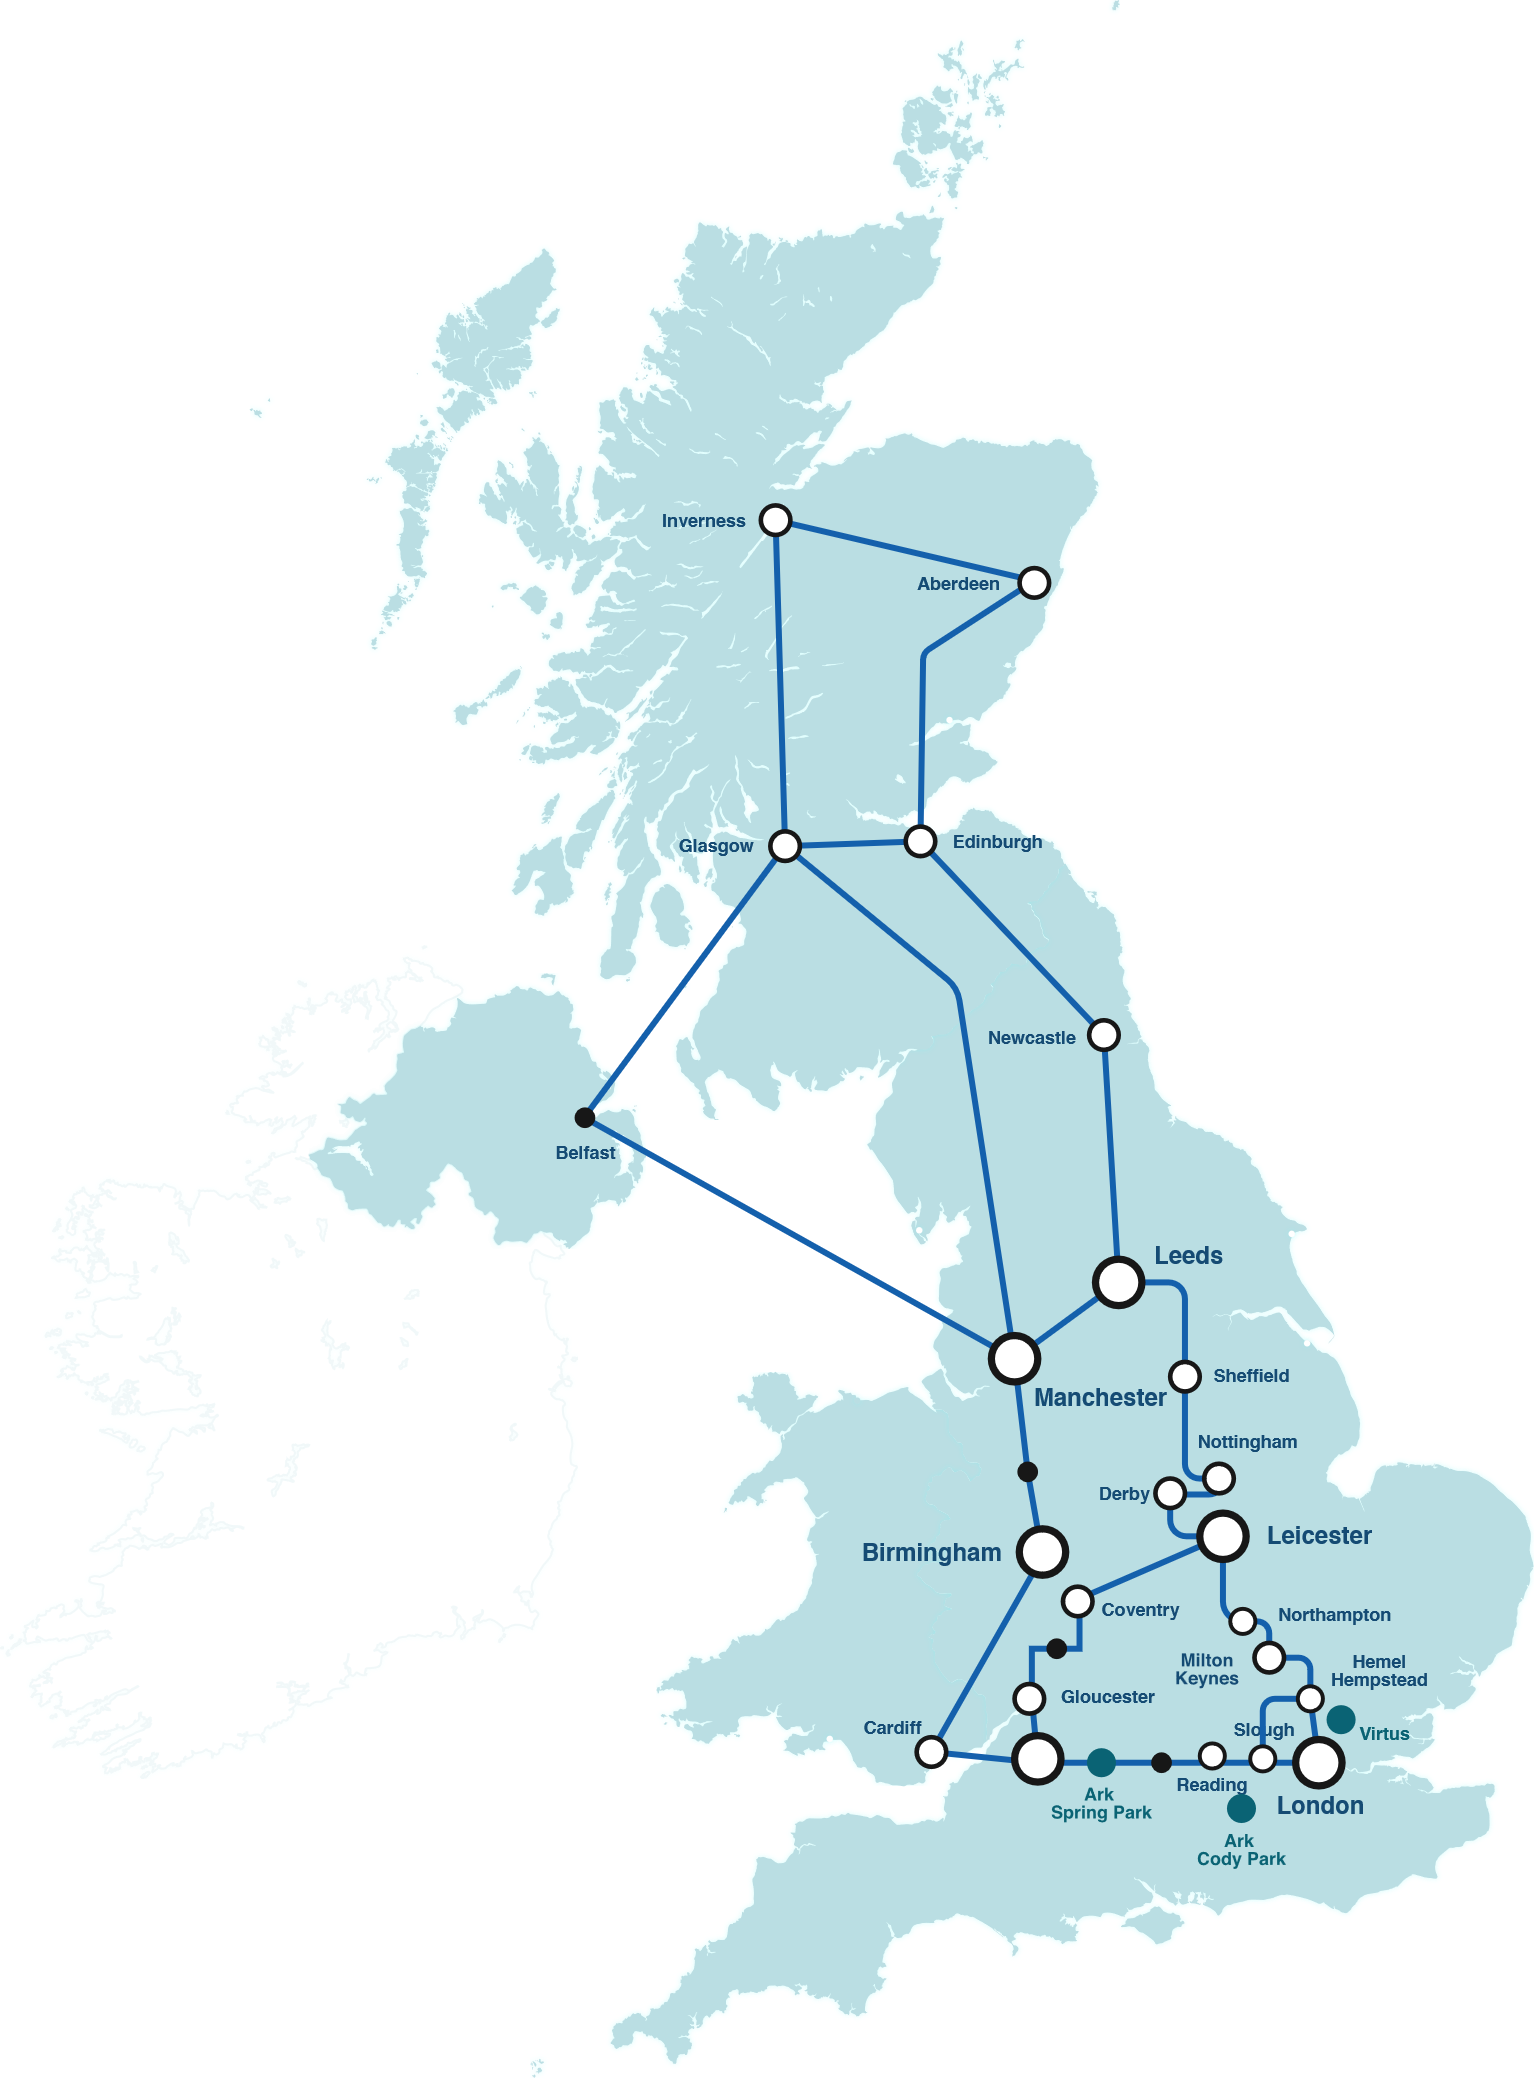 Inverness
Aberdeen
Glasgow
Edinburgh
Newcastle
Belfast
Leeds
Sheffield
Manchester
Nottingham
Derby
Leicester
Birmingham
Coventry
Northampton
Milton
Keynes
Hemel
Hempstead
Gloucester
Cardiff
Slough
Virtus
Reading
Ark
Spring Park
London
Ark
Cody Park